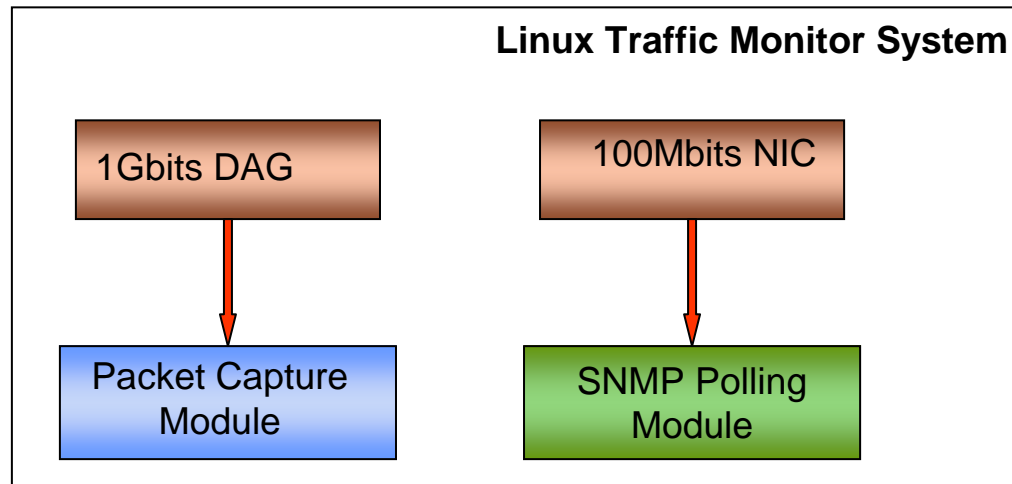 Linux Traffic Monitor System
1Gbits DAG
100Mbits NIC
Packet Capture
Module
SNMP Polling
Module